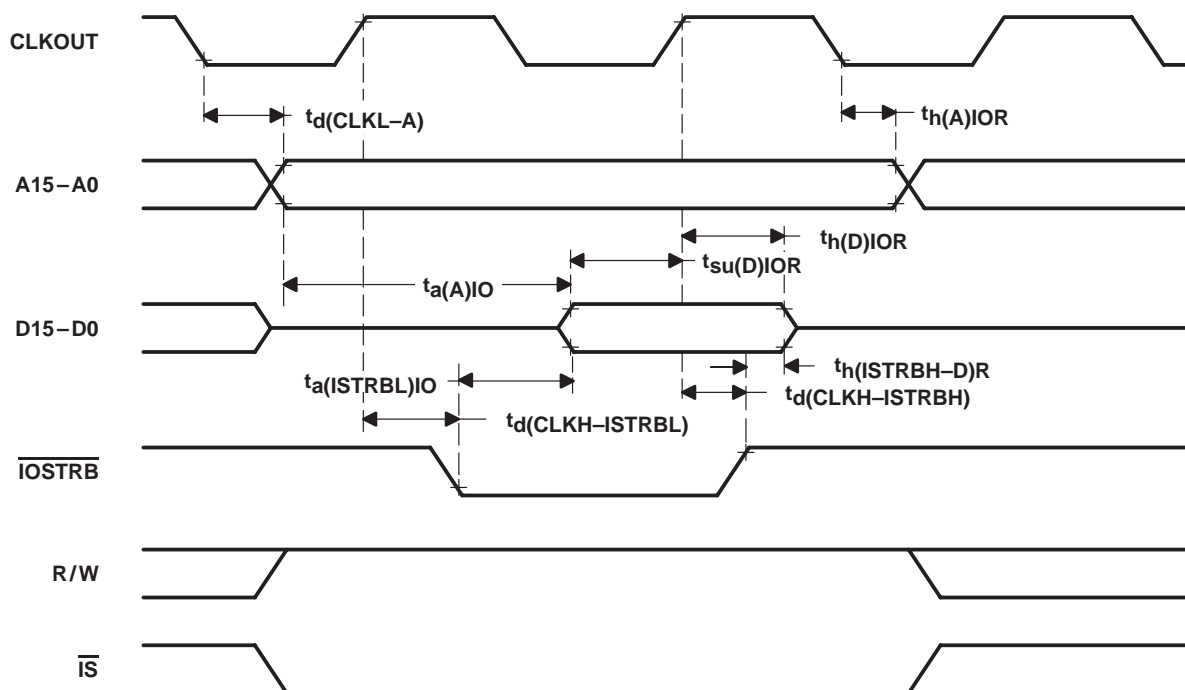 CLKOUT
td(CLKL–A)
th(A)IOR
A15–A0
th(D)IOR
tsu(D)IOR
ta(A)IO
D15–D0
th(ISTRBH–D)R
ta(ISTRBL)IO
td(CLKH–ISTRBH)
td(CLKH–ISTRBL)
IOSTRB
R/W
IS